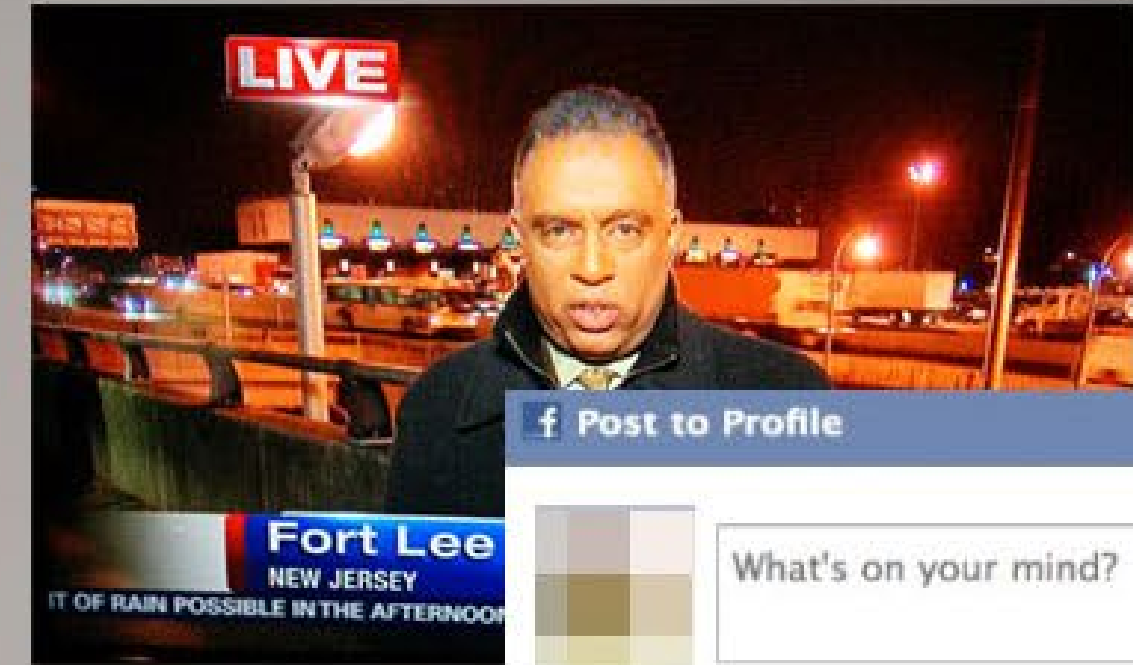 LIVE
f Post to Profile
Fort Lee
What's on your mind?
NEW JERSEY
IT OF RAIN POSSIBLE IN THE AFTERNOON